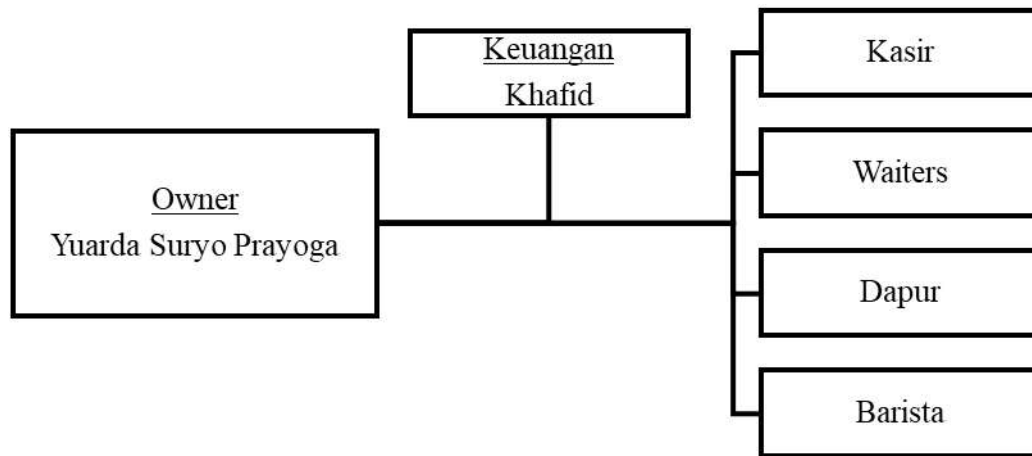 Keuangan
Khafid
Owner
Yuarda Suryo Prayoga
Kasir
Waiters
Dapur
Barista